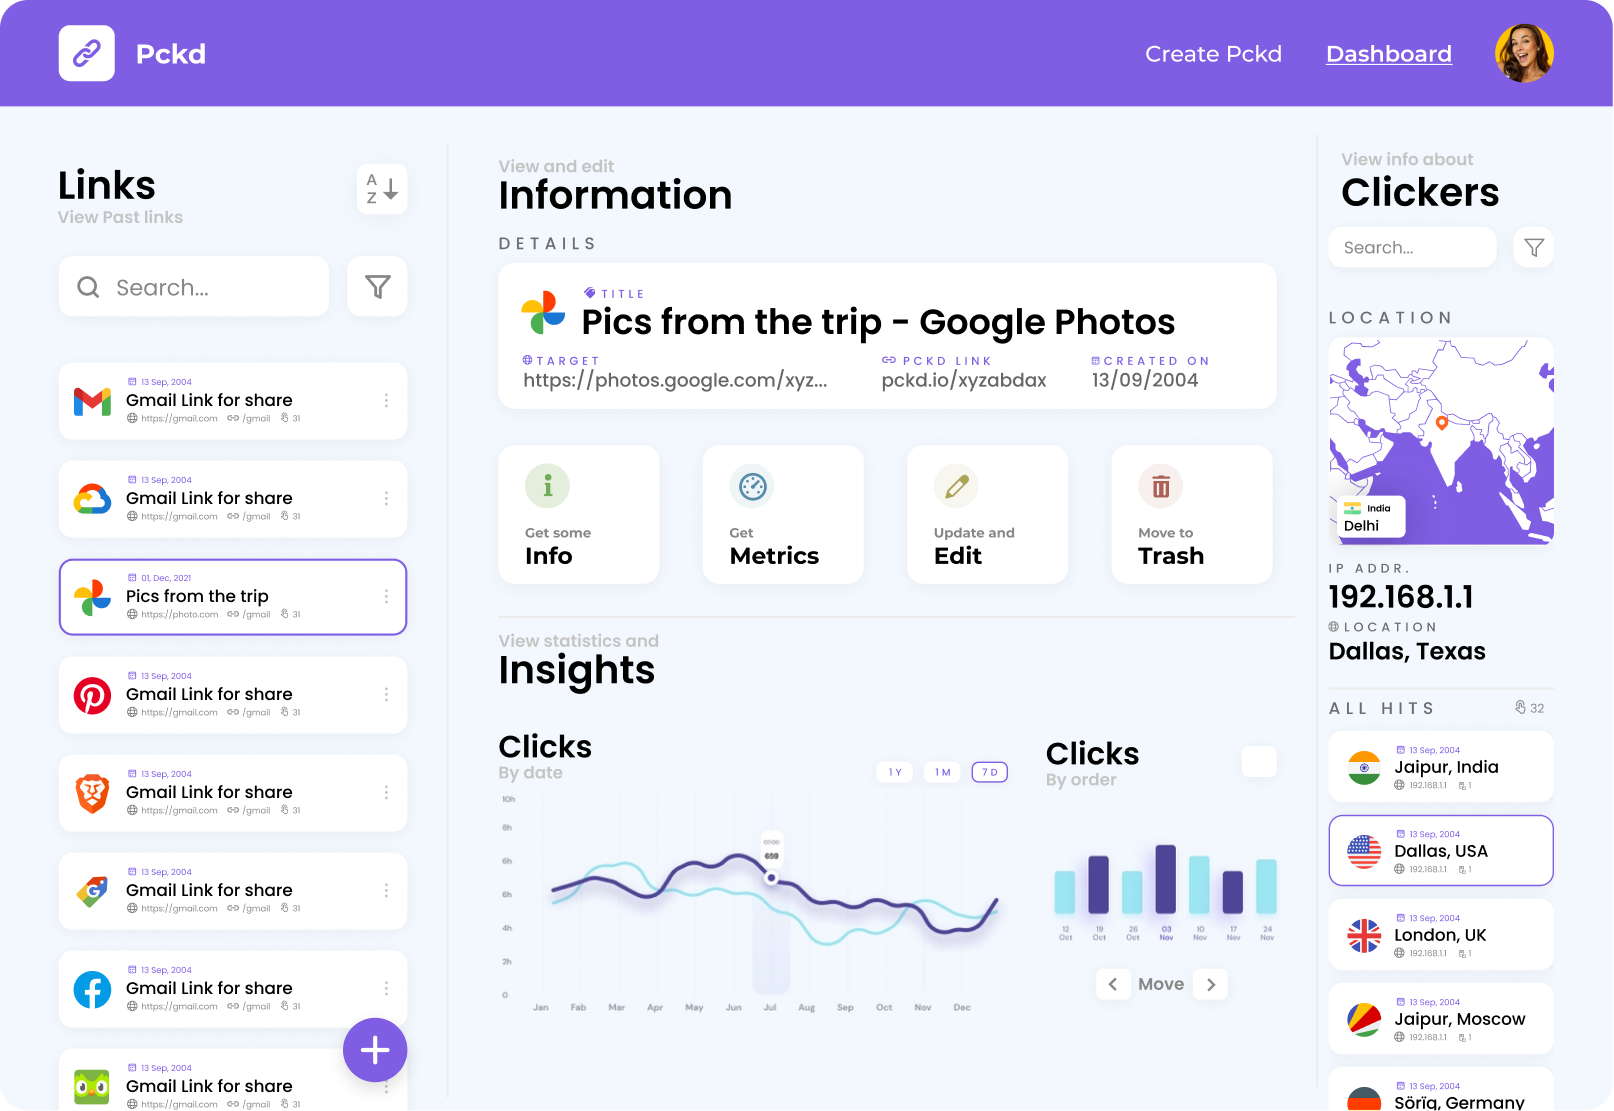 Pckd
Create Pckd
Dashboard
Links
View Past links
A
Z
Search...
13 Sep, 2004
Gmail Link for share
https://gmail.com /gmail 31
13 Sep, 2004
Gmail Link for share
https://gmail.com /gmail 31
01, Dec, 2021
Pics from the trip
https://photo.com /gmail 31
13 Sep, 2004
Gmail Link for share
https://gmail.com /gmail 31
13 Sep, 2004
Gmail Link for share
https://gmail.com /gmail 31
13 Sep, 2004
Gmail Link for share
https://gmail.com /gmail 31
13 Sep, 2004
Gmail Link for share
https://gmail.com /gmail 31
13 Sep, 2004
Gmail Link for share
https://gmail.com /gmail 31
View and edit
Information
DETAILS
TITLE
Pics from the trip - Google Photos
TARGET
https://photos.google.com/xyz...
PCKD LINK
pckd.io/xyzabdax
CREATED ON
13/09/2004
Get some
Info
Get
Metrics
Update and
Edit
Move to
Trash
View statistics and
Insights
Clicks
By date
1 Y
1 M
7 D
10h
8h
6h
6h
4h
2h
0
07:00
659
Jan Fab Mar Apr May Jun Jul Aug Sep Oct Nov Dec
Clicks
By order
12 Oct
19 Oct
26 Oct
03 Nov
10 Nov
17 Nov
24 Nov
Move
View info about
Clickers
Search...
LOCATION
India
Delhi
IP ADDR.
192.168.1.1
LOCATION
Dallas, Texas
ALL HITS
32
13 Sep, 2004
Jaipur, India
192.168.1.1 1
13 Sep, 2004
Dallas, USA
192.168.1.1 1
13 Sep, 2004
London, UK
192.168.1.1 1
13 Sep, 2004
Jaipur, Moscow
192.168.1.1 1
13 Sep, 2004
Sörïg, Germany